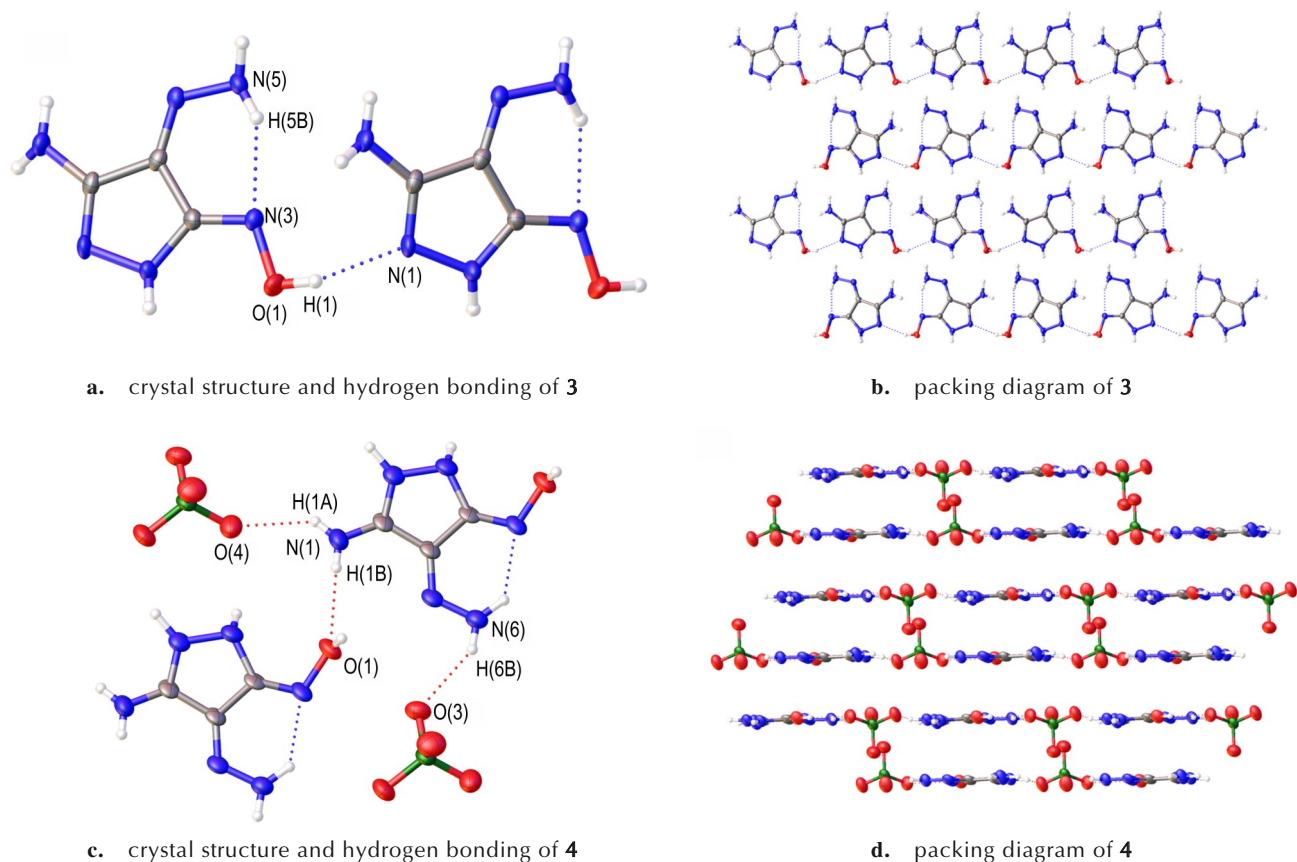 N(5)
H(5B)
N(3)
N(1)
H(1)
O(1)
a. crystal structure and hydrogen bonding of 3
b. packing diagram of 3
H(1A)
O(4)
N(1)
H(1B)
N(6)
O(1)
H(6B)
O(3)
c. crystal structure and hydrogen bonding of 4
d. packing diagram of 4